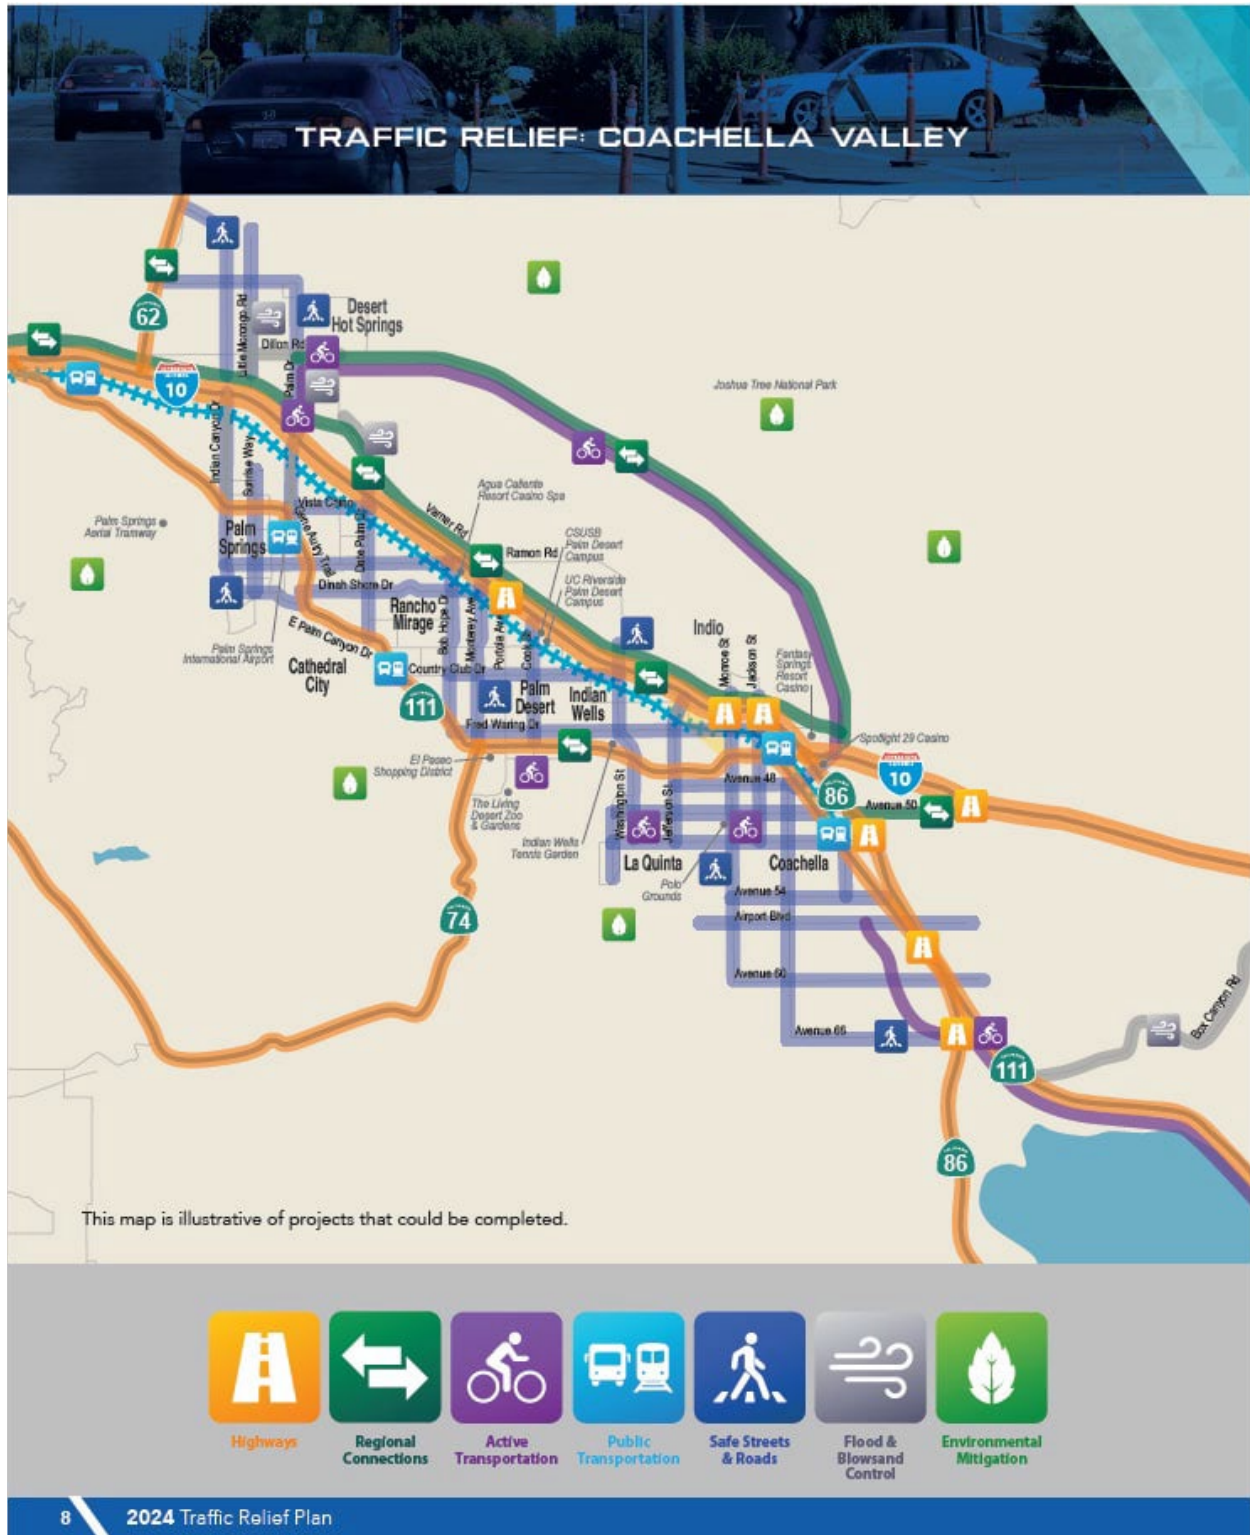 TRAFFIC RELIEF: COACHELLA VALLEY
62
Little Morongo Rd
Desert
Hot Springs
Dillon Rd
Palm Dr
10
Joshua Tree National Park
Indian Canyon Dr
Sunrise Way
Agua Caliente
Resort Casino Spa
Vista Chino
Varner Rd
Palm Springs
Aerial Tramway
Palm
Springs
Gene Autry Trail
Date Palm Dr
CSUSB
Palm Desert
Campus
Ramon Rd
Dinah Shore Dr
UC Riverside
Palm Desert
Campus
Rancho
Mirage
Bob Hope Dr
Monterey Ave
Portola Ave
Cook St
E Palm Canyon Dr
Indio
Monroe St
Jackson St
Palm Springs
International Airport
Cathedral
City
Country Club Dr
Fantasy
Springs
Resort
Casino
111
Palm
Desert
Indian
Wells
Fred Waring Dr
Spotlight 29 Casino
El Paseo
Shopping District
10
Avenue 48
86
Avenue 50
The Living
Desert Zoo
& Gardens
Washington St
Jefferson St
Indian Wells
Tennis Garden
La Quinta
Coachella
Polo
Grounds
Avenue 54
74
Airport Blvd
Avenue 60
Avenue 66
Box Canyon Rd
111
86
This map is illustrative of projects that could be completed.
Highways
Regional
Connections
Active
Transportation
Public
Transportation
Safe Streets
& Roads
Flood &
Blowsand
Control
Environmental
Mitigation
8 2024 Traffic Relief Plan